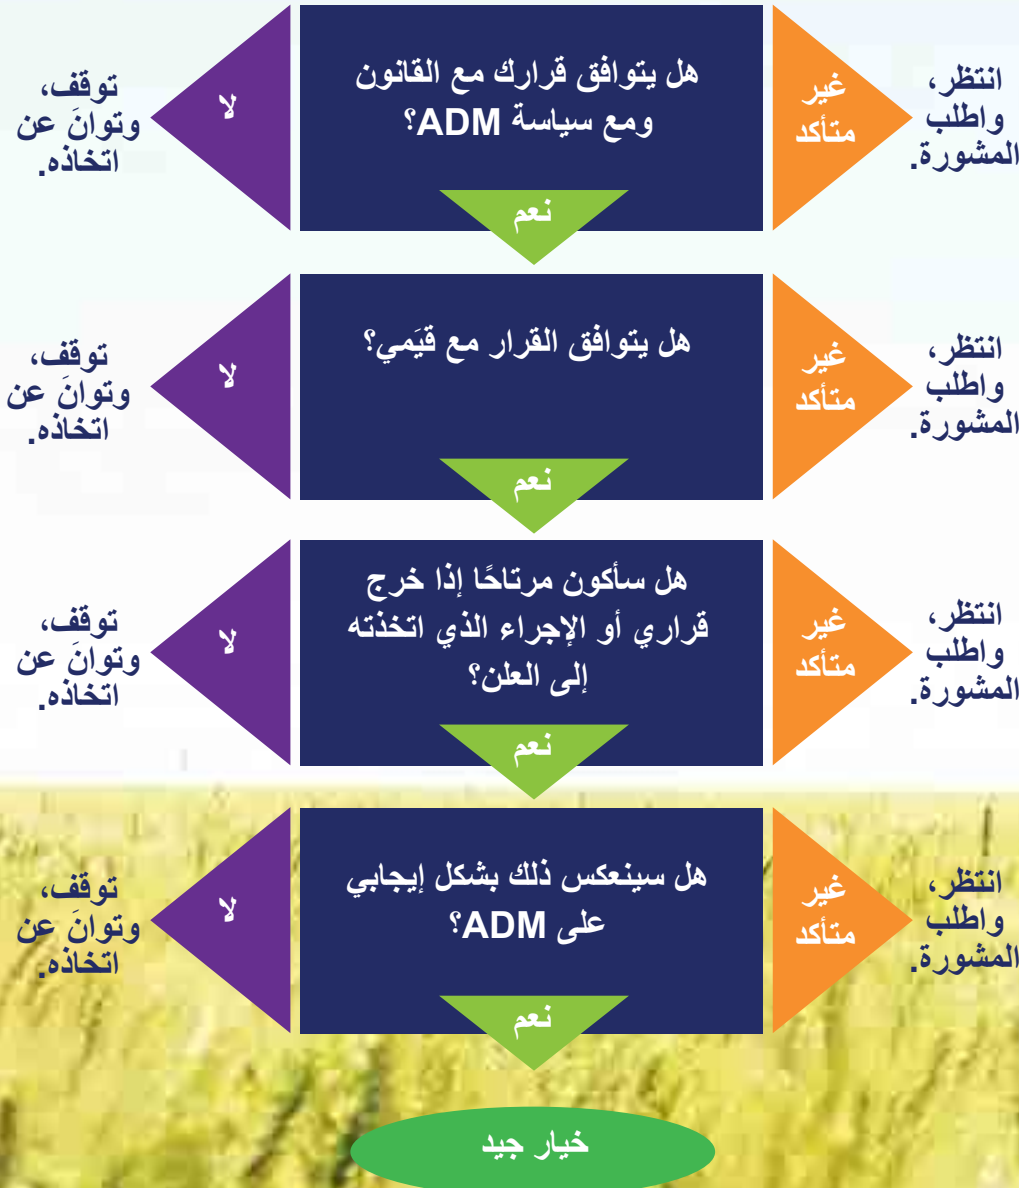 هل يتوافق قرارك مع القانون
ومع سياسة ADM؟
غير
متأكد
انتظر،
واطلب
المشورة.
لا
توقف،
وتوانَ عن
اتخاذه.
نعم
هل يتوافق القرار مع قيَمي؟
غير
متأكد
انتظر،
واطلب
المشورة.
لا
توقف،
وتوانَ عن
اتخاذه.
نعم
هل سأكون مرتاحًا إذا خرج
قراري أو الإجراء الذي اتخذته
إلى العلن؟
غير
متأكد
انتظر،
واطلب
المشورة.
لا
توقف،
وتوانَ عن
اتخاذه.
نعم
هل سينعكس ذلك بشكل إيجابي
على ADM؟
غير
متأكد
انتظر،
واطلب
المشورة.
لا
توقف،
وتوانَ عن
اتخاذه.
نعم
خيار جيد